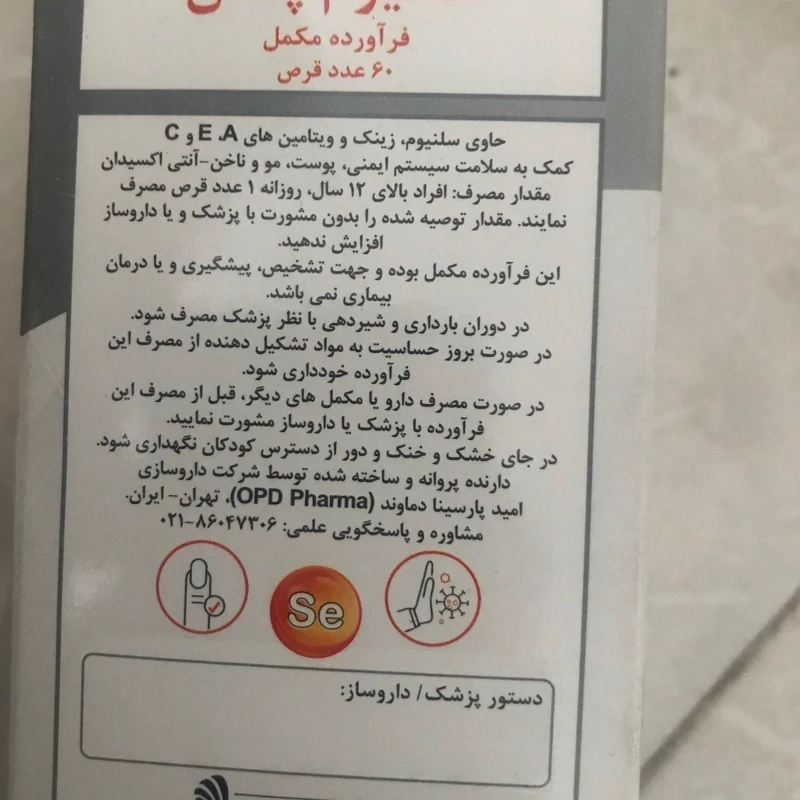 فرآورده مکمل
۶۰ عدد قرص
حاوی سلنیوم، زینک و ویتامین های E ،A و C
کمک به سلامت سیستم ایمنی، پوست، مو و ناخن-آنتی اکسیدان
مقدار مصرف: افراد بالای ۱۲ سال، روزانه ۱ عدد قرص مصرف
نمایند. مقدار توصیه شده را بدون مشورت با پزشک و یا داروساز
افزایش ندهید.
این فرآورده مکمل بوده و جهت تشخیص، پیشگیری و یا درمان
بیماری نمی باشد.
در دوران بارداری و شیردهی با نظر پزشک مصرف شود.
در صورت بروز حساسیت به مواد تشکیل دهنده از مصرف این
فرآورده خودداری شود.
در صورت مصرف دارو یا مکمل های دیگر، قبل از مصرف این
فرآورده با پزشک یا داروساز مشورت نمایید.
در جای خشک و خنک و دور از دسترس کودکان نگهداری شود.
دارنده پروانه و ساخته شده توسط شرکت داروسازی
امید پارسینا دماوند (OPD Pharma)، تهران- ایران.
مشاوره و پاسخگویی علمی: ۸۶۰۴۷۳۰۶-۰۲۱
Se
دستور پزشک/ داروساز: